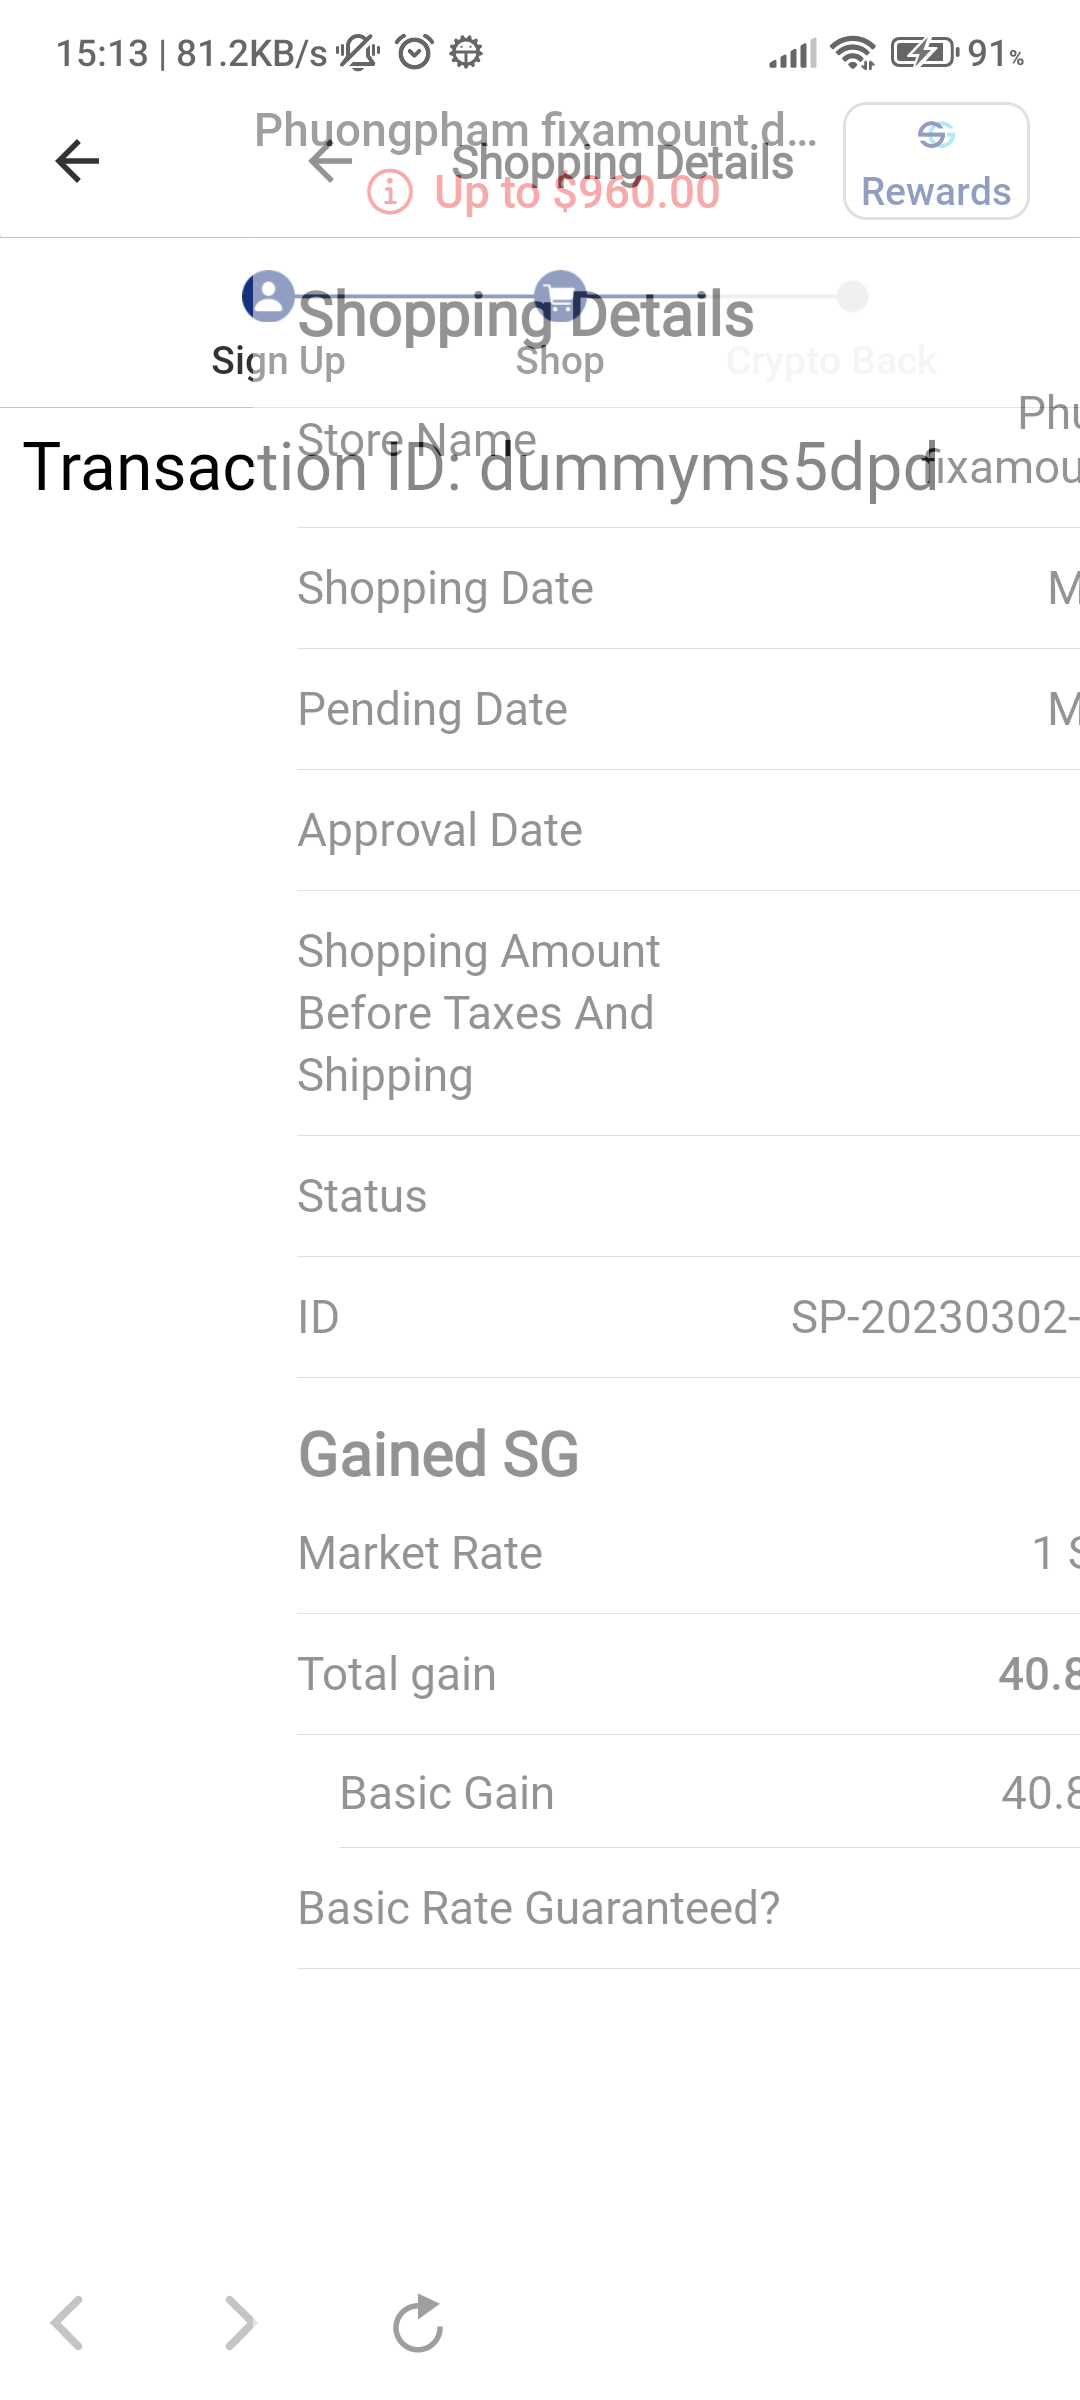 15:13 | 81.2KB/s
91%
Phuongpham fixamount d...
Shopping Details
Up to $960.00
Rewards
Shopping Details
Sign Up
Shop
Crypto Back
Store Name
Transaction ID: dummyms5dpd
Shopping Date
Pending Date
Approval Date
Shopping Amount
Before Taxes And
Shipping
Status
ID
SP-20230302-
Gained SG
Market Rate
1
Total gain
40.8
Basic Gain
40.8
Basic Rate Guaranteed?